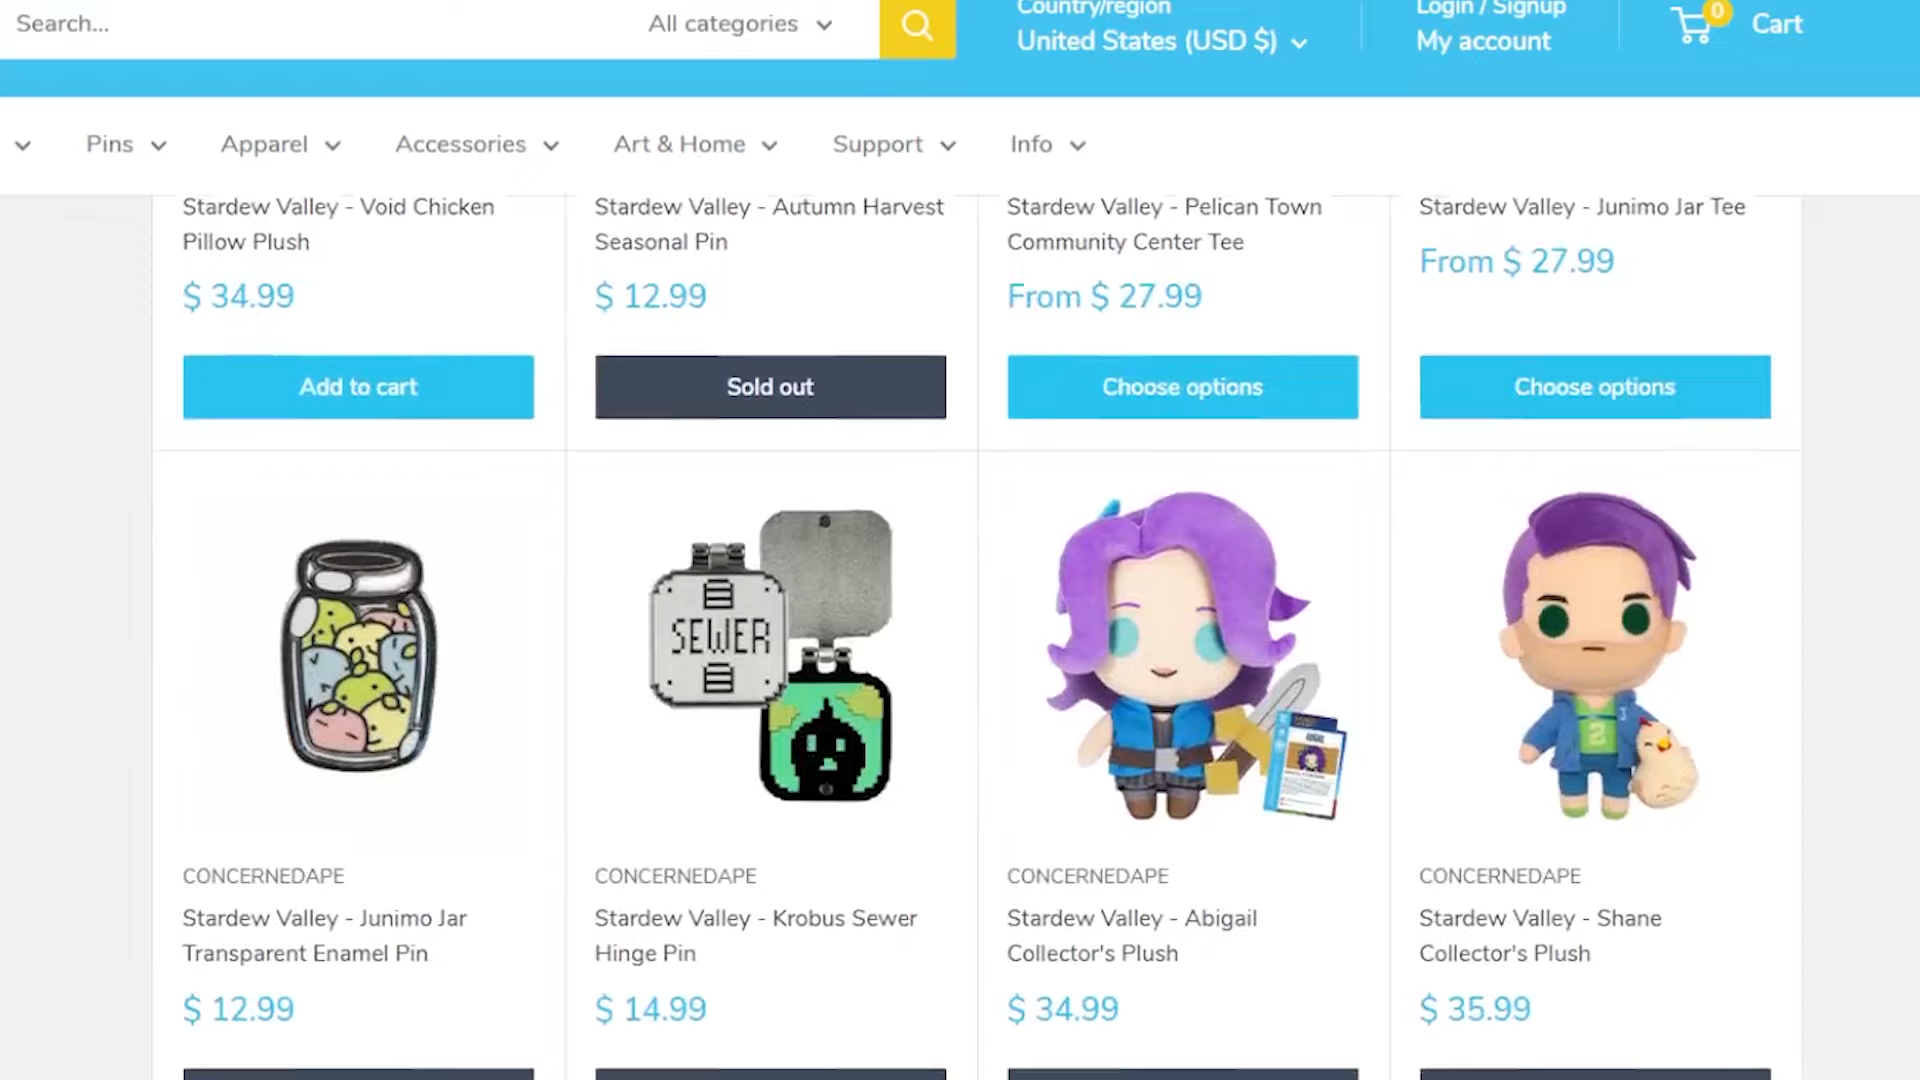 Search...
All categories
Country/region
United States (USD $)
Login / Signup
My account
0
Cart
Pins
Apparel
Accessories
Art & Home
Support
Info
Stardew Valley - Void Chicken
Pillow Plush
$ 34.99
Add to cart
Stardew Valley - Autumn Harvest
Seasonal Pin
$ 12.99
Sold out
Stardew Valley - Pelican Town
Community Center Tee
From $ 27.99
Choose options
Stardew Valley - Junimo Jar Tee
From $ 27.99
Choose options
CONCERNEDAPE
Stardew Valley - Junimo Jar
Transparent Enamel Pin
$ 12.99
SEWER
CONCERNEDAPE
Stardew Valley - Krobus Sewer
Hinge Pin
$ 14.99
CONCERNEDAPE
Stardew Valley - Abigail
Collector's Plush
$ 34.99
CONCERNEDAPE
Stardew Valley - Shane
Collector's Plush
$ 35.99